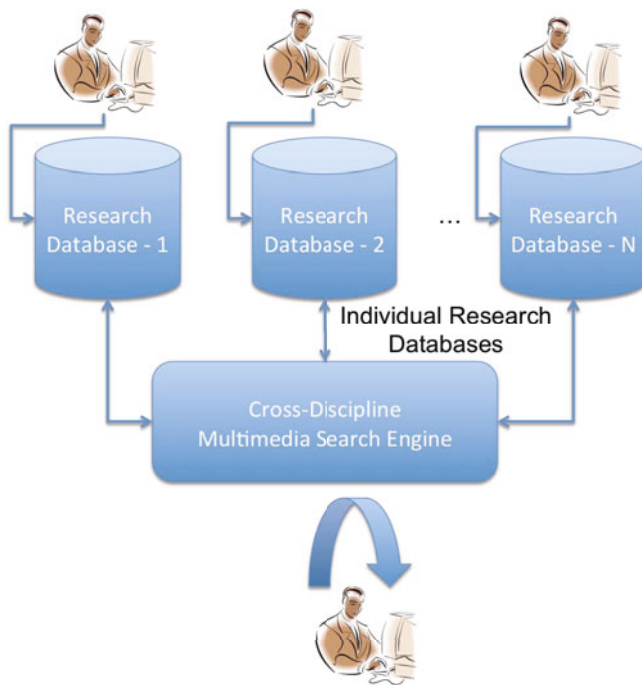 Research
Database - 1
Research
Database - 2
...
Research
Database - N
Individual Research
Databases
Cross-Discipline
Multimedia Search Engine